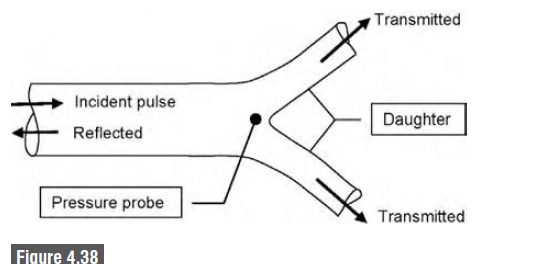 Transmitted
Incident pulse
Reflected
Daughter
Pressure probe
Transmitted
Figure 4.38